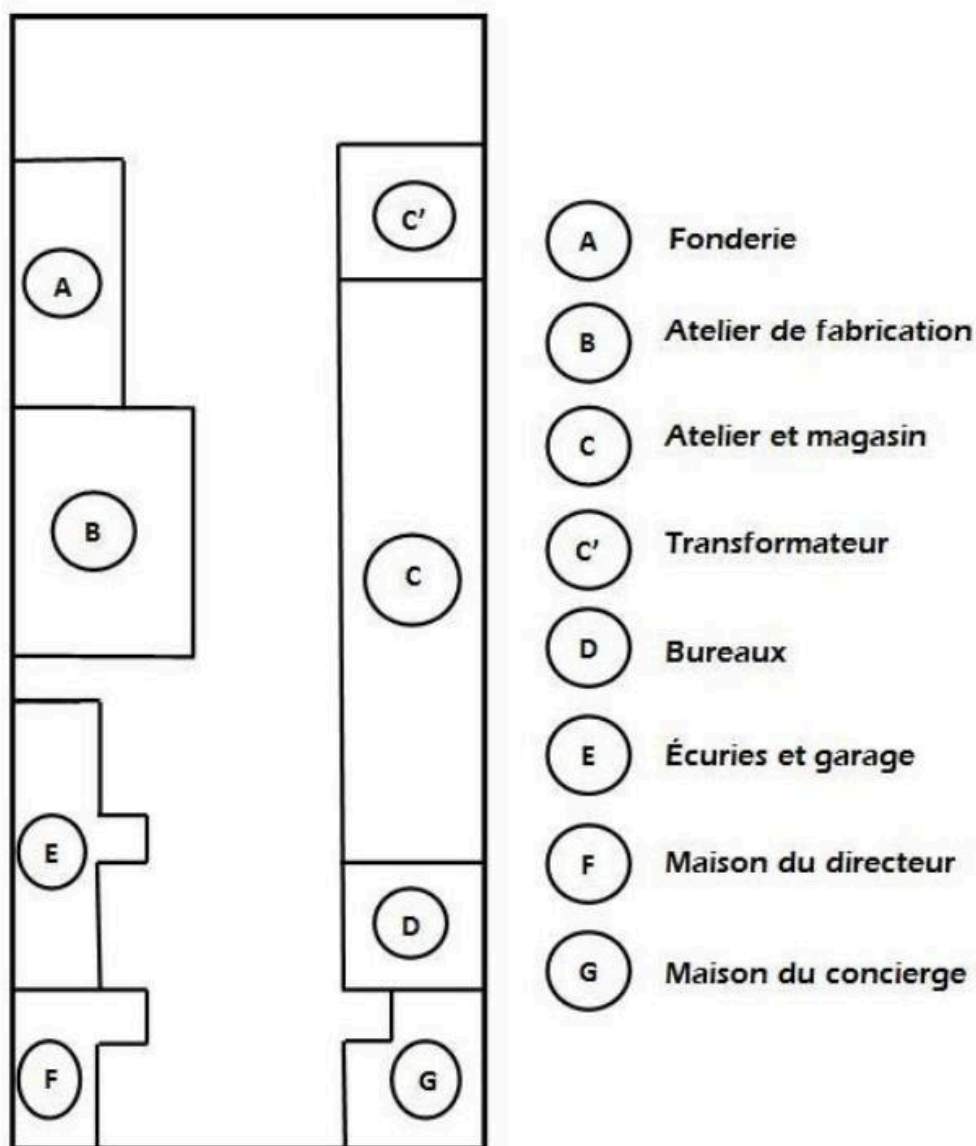 C'
A
B
C
E
D
F
G
A Fonderie
B Atelier de fabrication
C Atelier et magasin
C' Transformateur
D Bureaux
E Écuries et garage
F Maison du directeur
G Maison du concierge